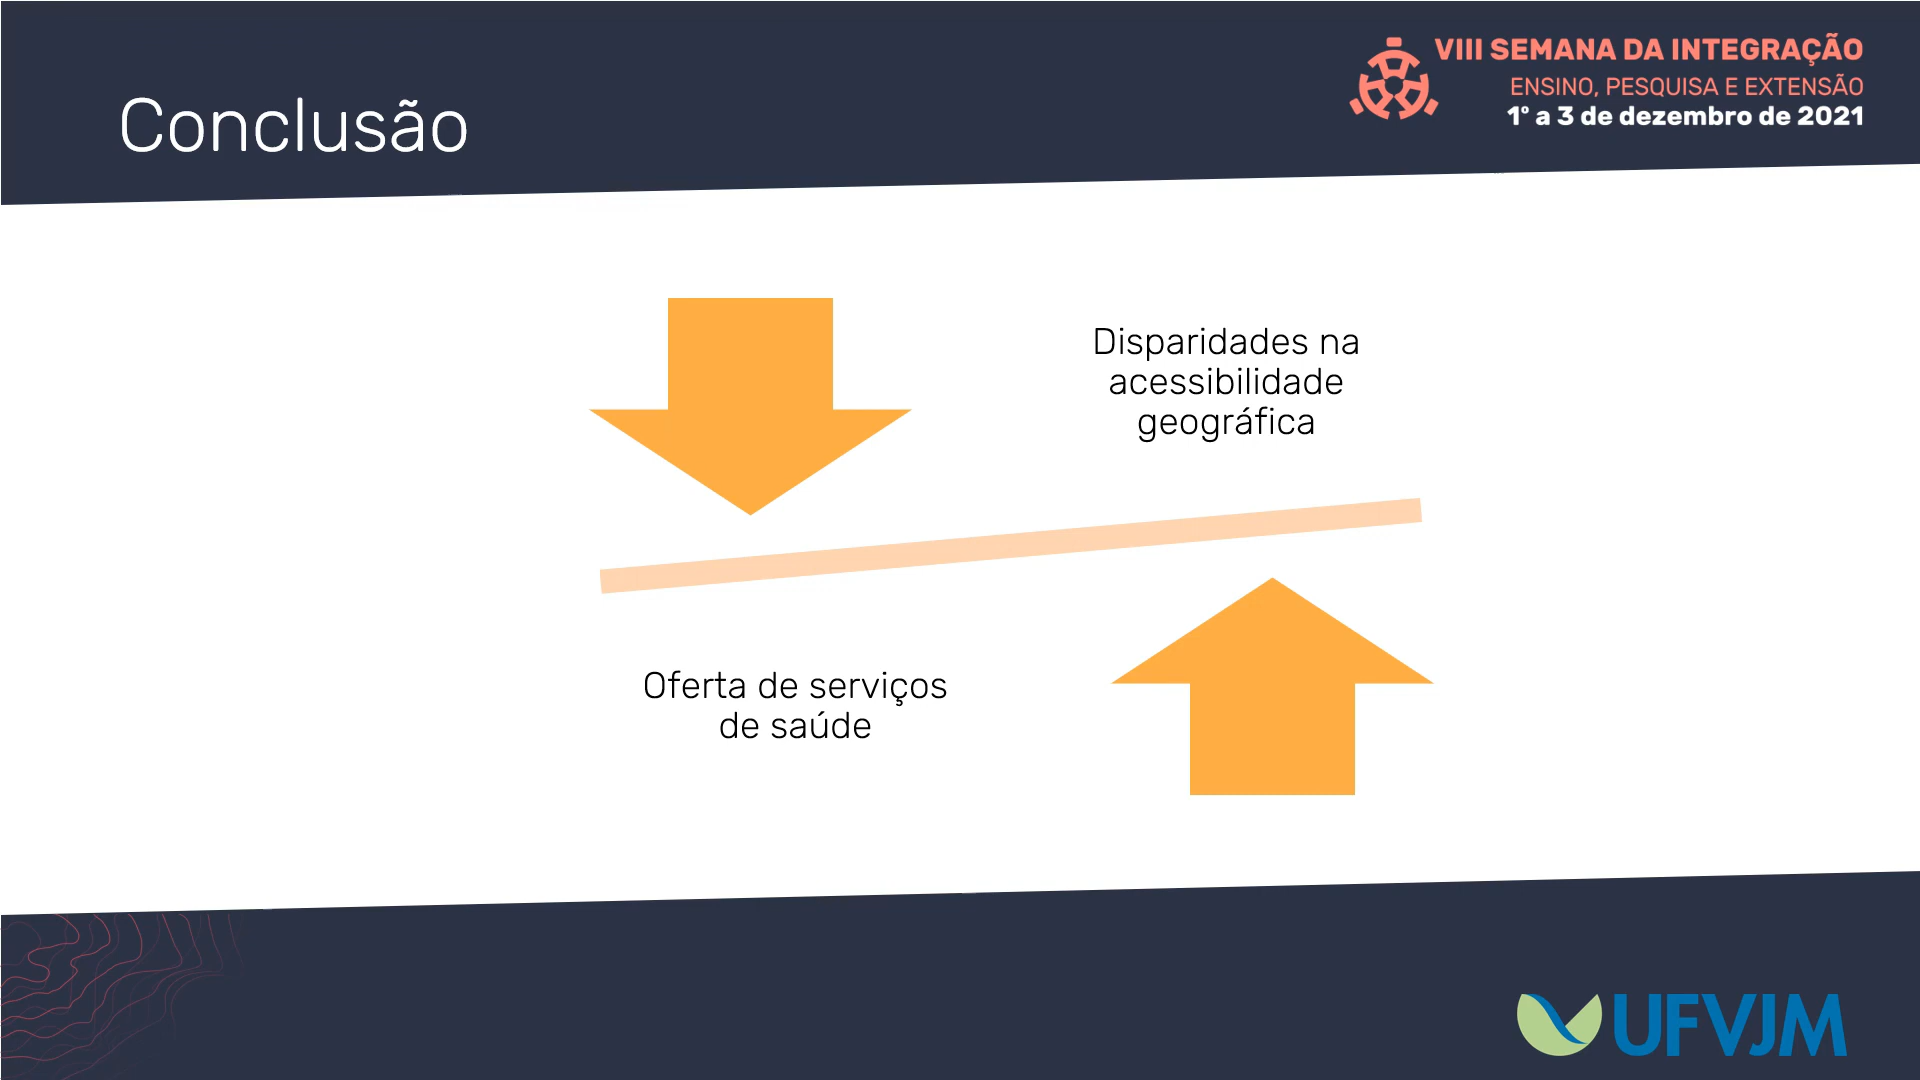 Conclusão
VIII SEMANA DA INTEGRAÇÃO
ENSINO, PESQUISA E EXTENSÃO
1º a 3 de dezembro de 2021
Disparidades na
acessibilidade
geográfica
Oferta de serviços
de saúde
UFVJM